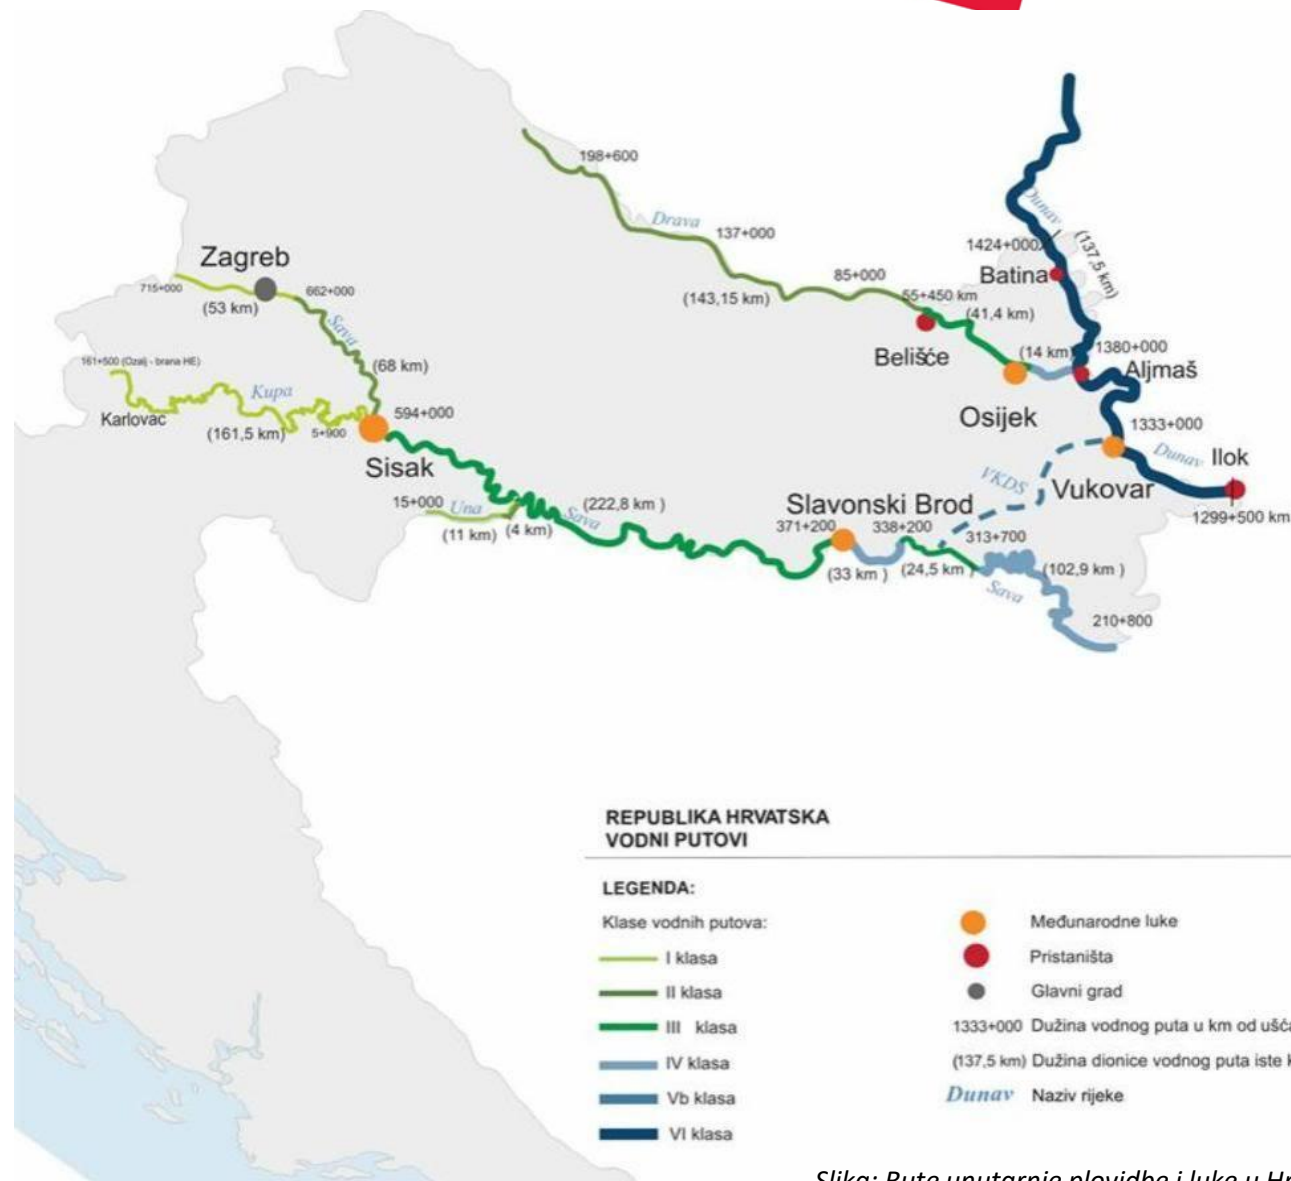 198+600
Drava
137+000
Dunav
1424+000
(137,5 km)
Zagreb
Batina
715+000
662+000
85+000
(53 km)
(143,15 km)
55+450 km
(41,4 km)
Sava
161+500 (Ozalj - brana HE)
(68 km)
Belišće
(14 km)
1380+000
Aljmaš
Kupa
Karlovac
594+000
Osijek
(161,5 km)
5+900
1333+000
Sisak
Dunav
Ilok
VKDS
Vukovar
15+000
Una
(222,8 km )
Slavonski Brod
1299+500 km
(11 km)
(4 km)
Sava
371+200
338+200
313+700
(33 km )
(24,5 km )
(102,9 km )
Sava
210+800
REPUBLIKA HRVATSKA
VODNI PUTOVI
LEGENDA:
Klase vodnih putova:
I klasa
II klasa
III klasa
IV klasa
Vb klasa
VI klasa
Međunarodne luke
Pristaništa
Glavni grad
1333+000 Dužina vodnog puta u km od ušća
(137,5 km) Dužina dionice vodnog puta iste
Dunav Naziv rijeke
Slika: Rute unutarnje plovidbe i luke u